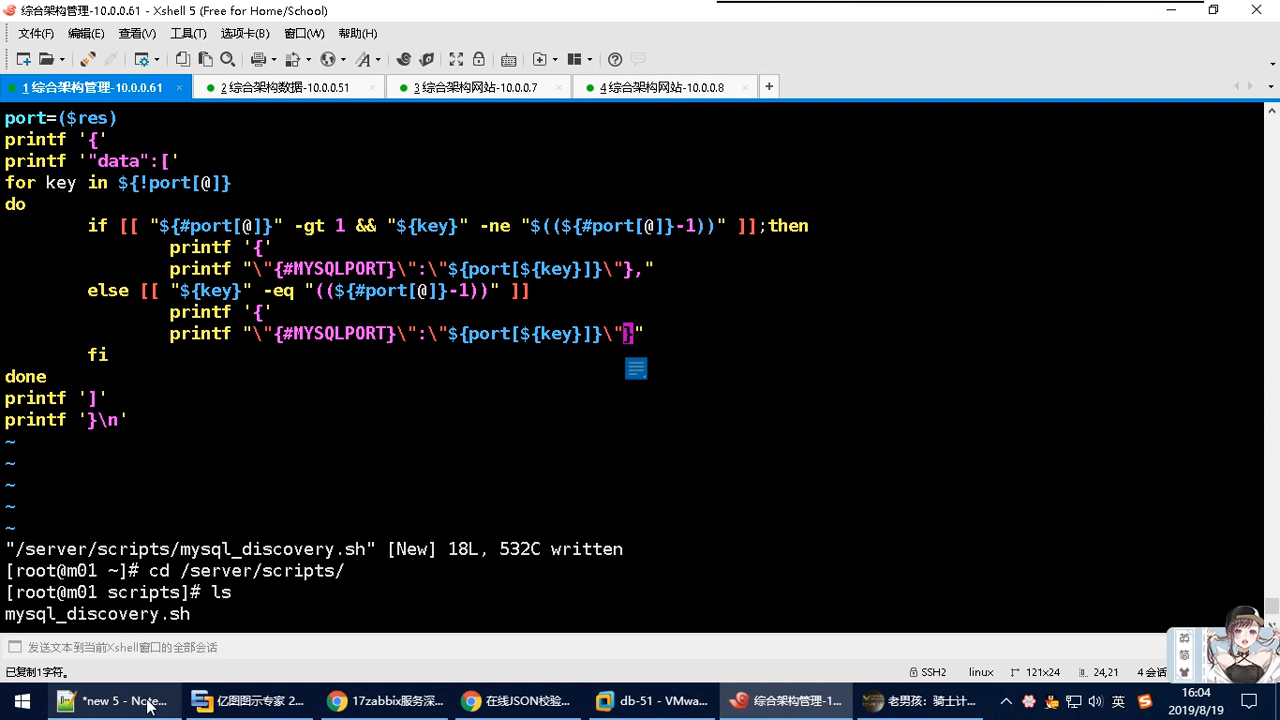 综合架构管理-10.0.0.61 - Xshell 5 (Free for Home/School)
文件(F) 编辑(E) 查看(V) 工具(T) 选项卡(B) 窗口(W) 帮助(H)
1 综合架构管理-10.0.0.61 × 2 综合架构数据-10.0.0.51 × 3 综合架构网站-10.0.0.7 × 4 综合架构网站-10.0.0.8 × +
port=($res)
printf '{'
printf '"data":['
for key in ${!port[@]}
do
if [[ "${#port[@]}" -gt 1 && "${key}" -ne "$((${#port[@]}-1))" ]];then
printf '{'
printf "\"{#MYSQLPORT}\":\"${port[${key}]}\"},"
else [[ "${key}" -eq "((${#port[@]}-1))" ]]
printf '{'
printf "\"{#MYSQLPORT}\":\"${port[${key}]}\"}"
fi
done
printf ']'
printf '}\n'
~
~
~
~
~
"/server/scripts/mysql_discovery.sh" [New] 18L, 532C written
[root@m01 ~]# cd /server/scripts/
[root@m01 scripts]# ls
mysql_discovery.sh
发送文本到当前Xshell窗口的全部会话
英
简
已复制1字符。 SSH2 linux 121x24 24,21 4 会话
*new 5 - Note... 亿图图示专家 2... 17zabbix服务深... 在线JSON校验... db-51 - VMwa... 综合架构管理-1... 老男孩: 骑士计... 英 16:04
2019/8/19